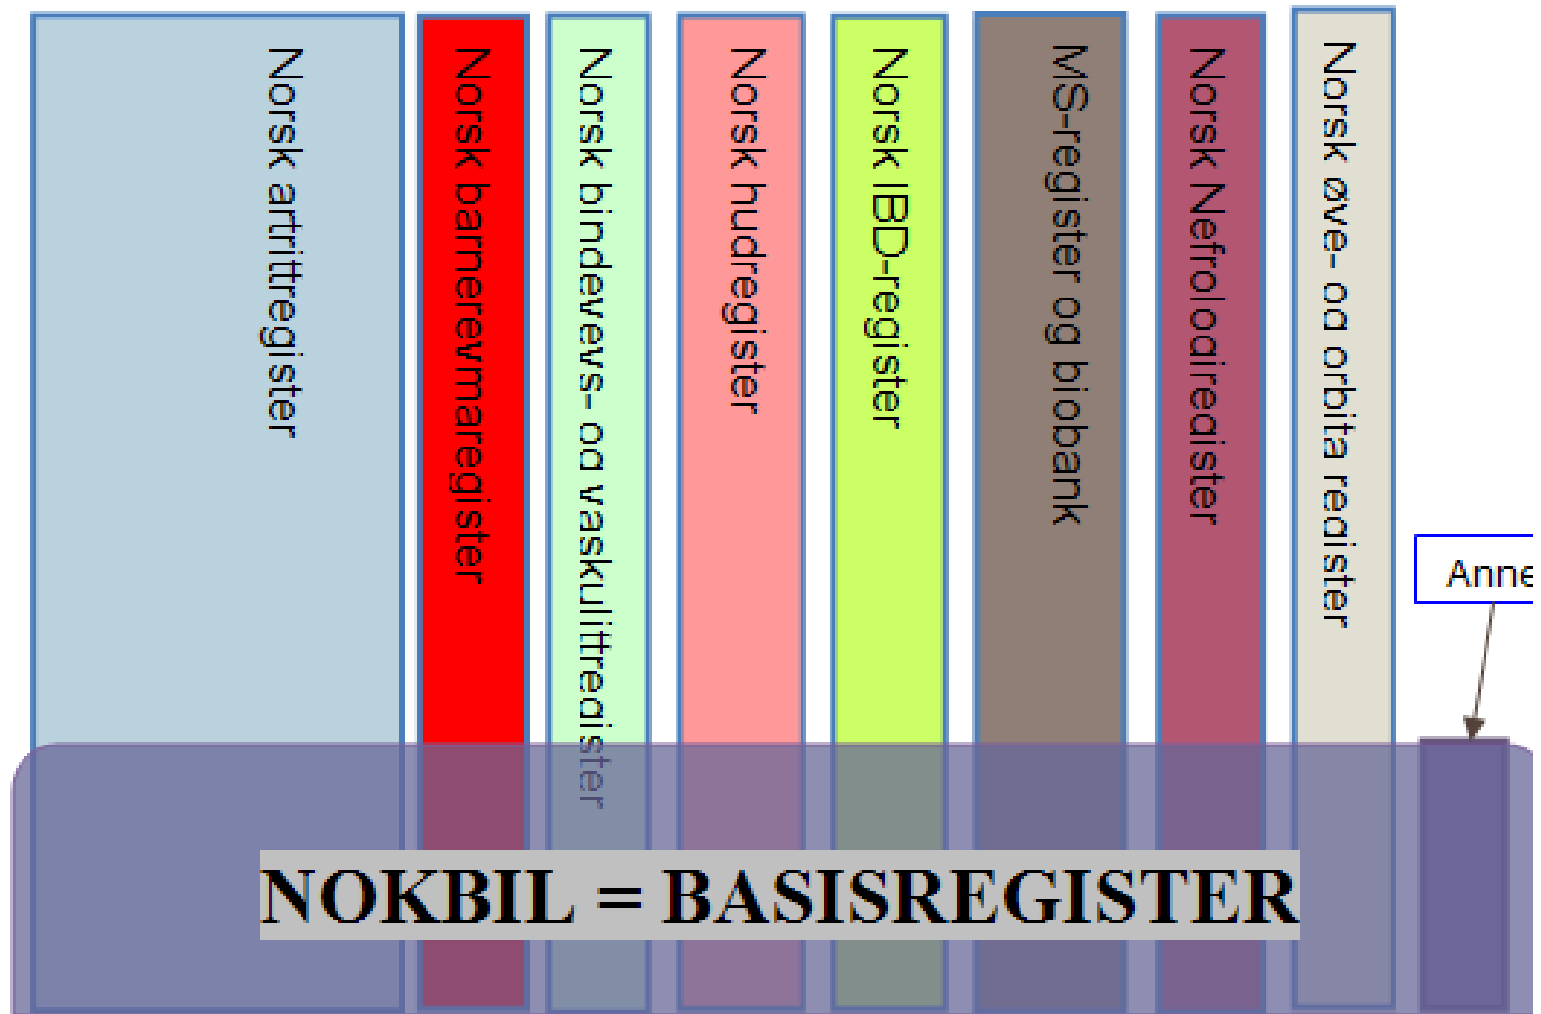 Norsk artrittregister
Norsk barnerevmaregister
Norsk bindevevs- og vaskulittregister
Norsk hudregister
Norsk IBD-register
MS-register og biobank
Norsk Nefrologiregister
Norsk øye- og orbita register
Anne
NOKBIL = BASISREGISTER